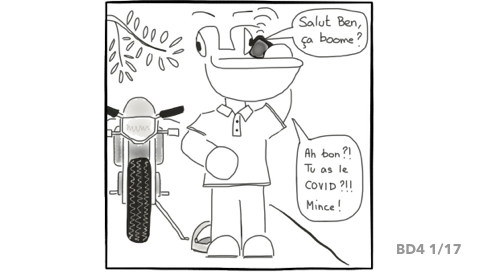 Salut Ben,
ça boome?
Ah bon?!
Tu as le
COVID?!!
Mince!
BD4 1/17